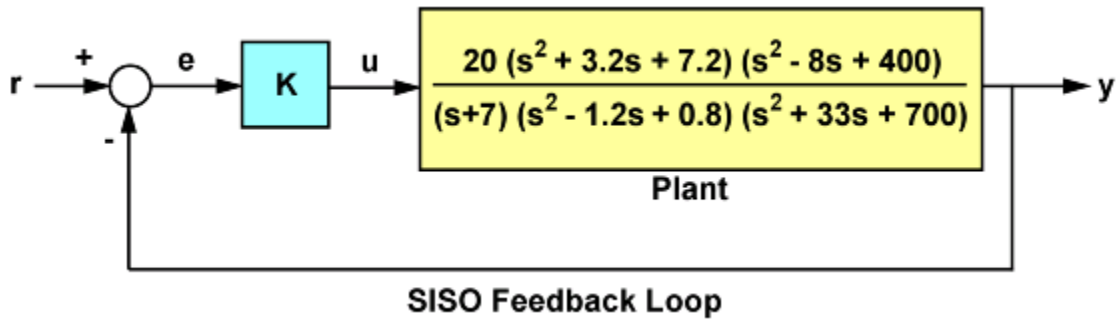 + e K u 20 (s² + 3.2s + 7.2) (s² - 8s + 400)
r y
- (s+7) (s² - 1.2s + 0.8) (s² + 33s + 700)
Plant
SISO Feedback Loop